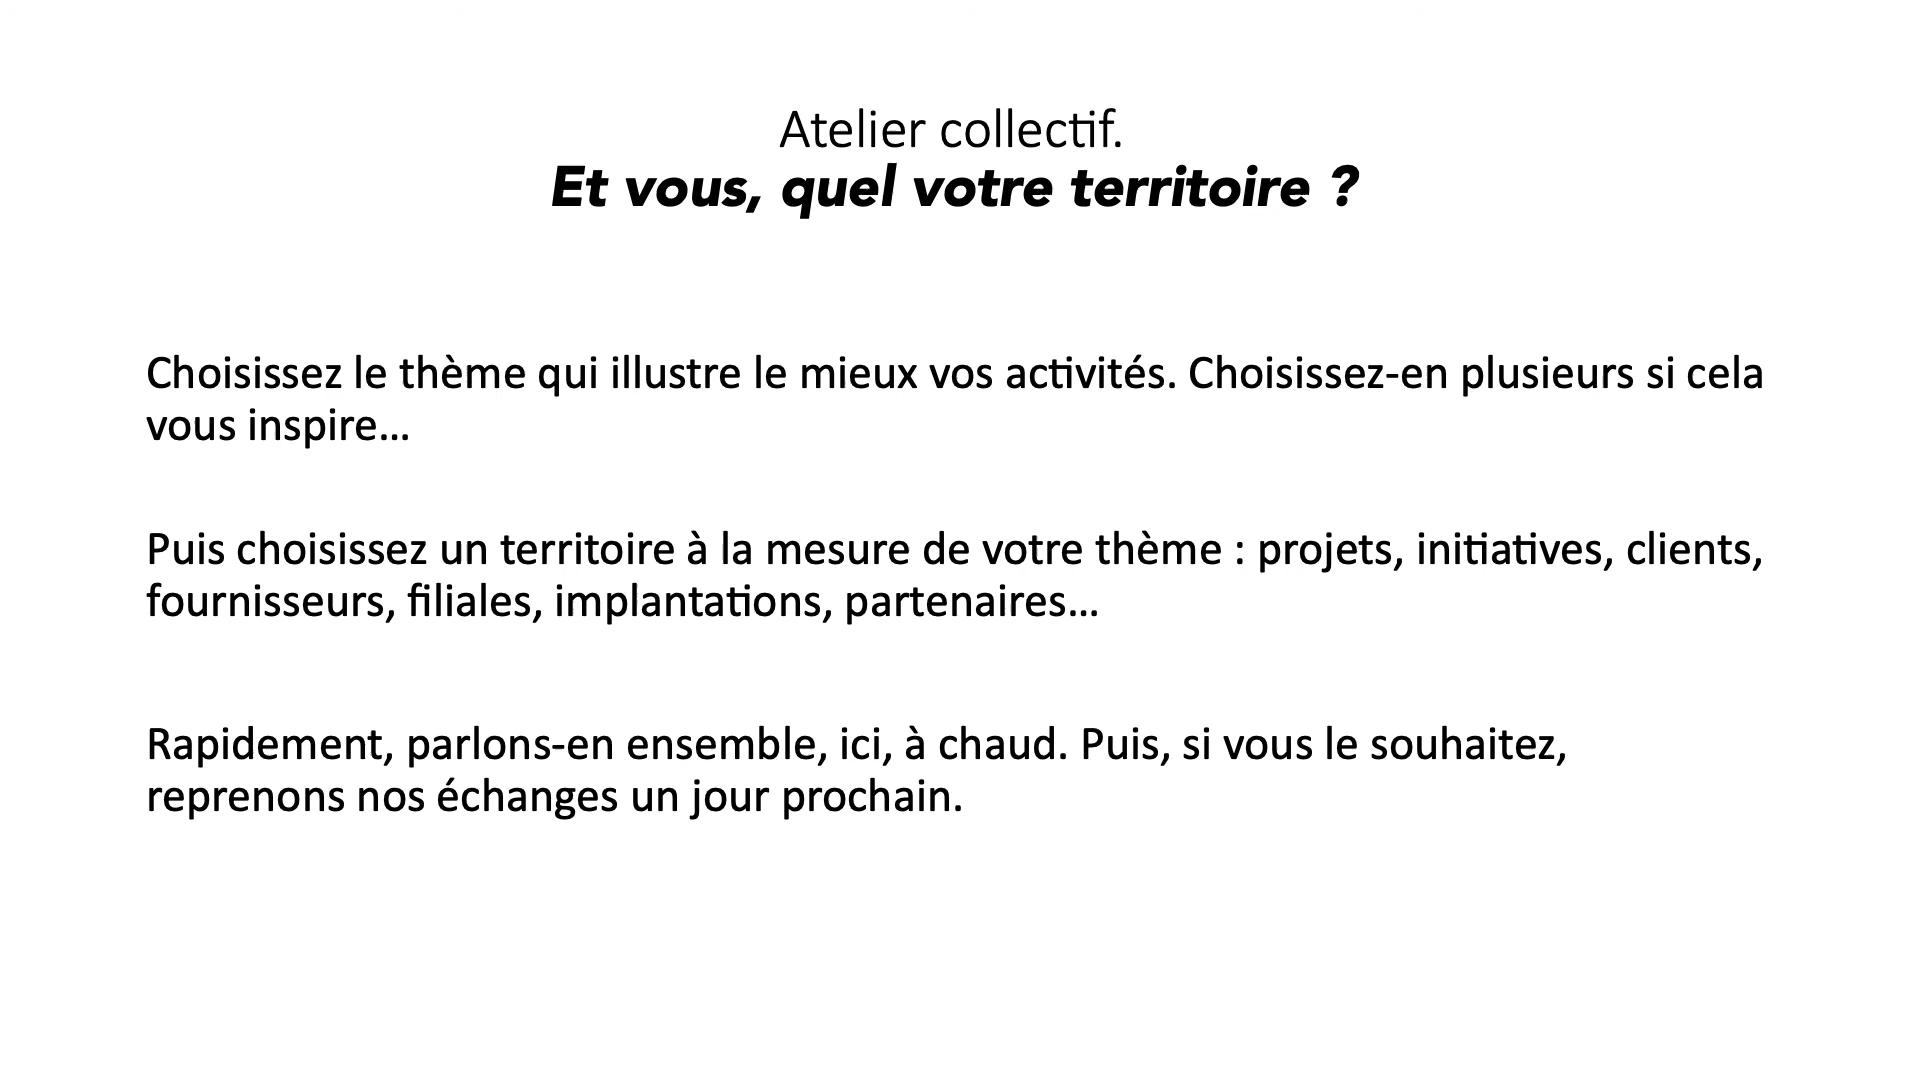 Atelier collectif.
Et vous, quel votre territoire ?
Choisissez le thème qui illustre le mieux vos activités. Choisissez-en plusieurs si cela
vous inspire…
Puis choisissez un territoire à la mesure de votre thème : projets, initiatives, clients,
fournisseurs, filiales, implantations, partenaires…
Rapidement, parlons-en ensemble, ici, à chaud. Puis, si vous le souhaitez,
reprenons nos échanges un jour prochain.